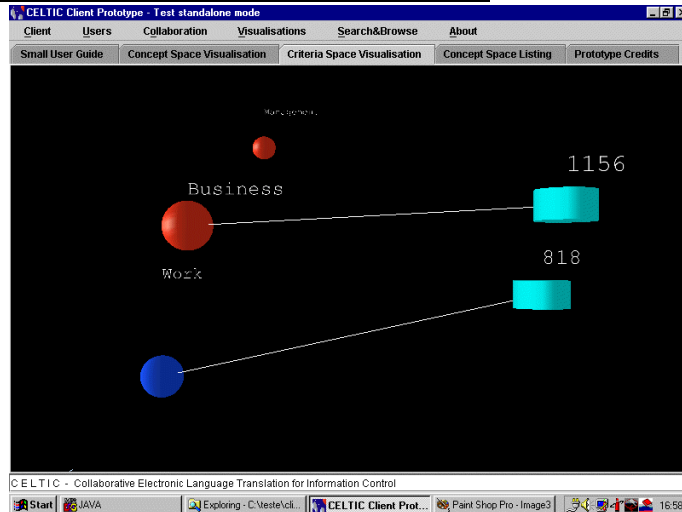 CELTIC Client Prototype - Test standalone mode
Client Users Collaboration Visualisations Search&Browse About
Small User Guide Concept Space Visualisation Criteria Space Visualisation Concept Space Listing Prototype Credits
Management
1156
Business
818
Work
C E L T I C - Collaborative Electronic Language Translation for Information Control
Start JAVA Exploring - C:\teste\cli... CELTIC Client Prot... Paint Shop Pro - Image3 16:58